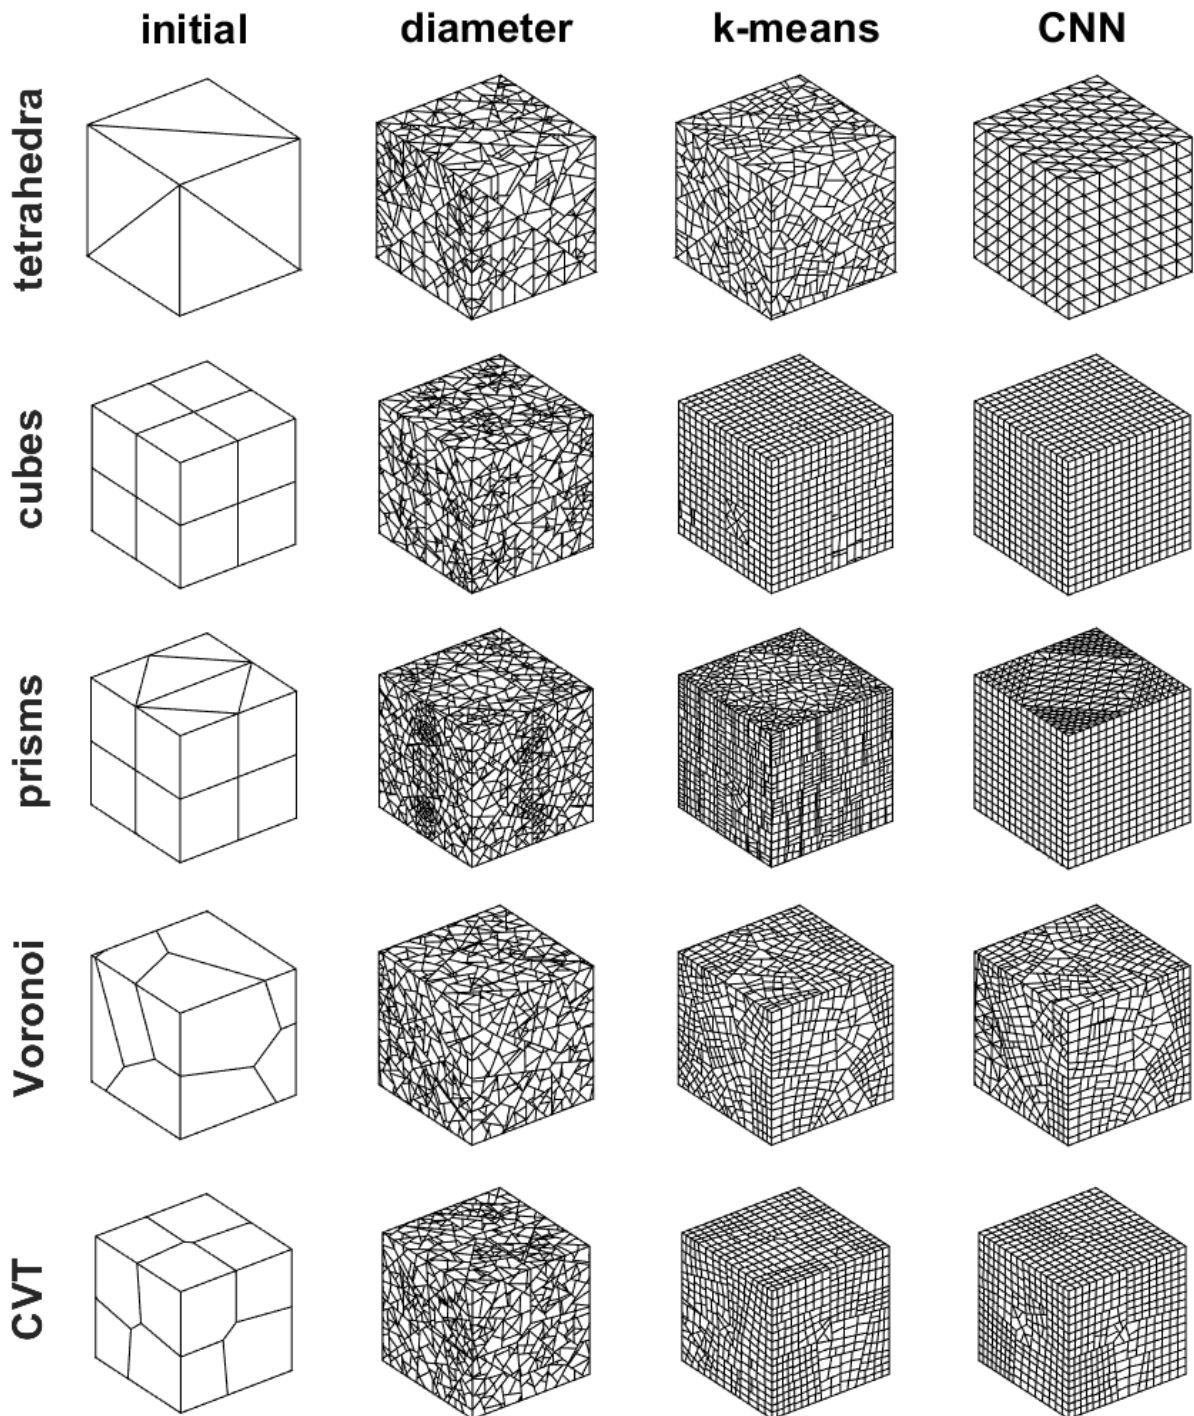 initial diameter k-means CNN
tetrahedra
cubes
prisms
Voronoi
CVT